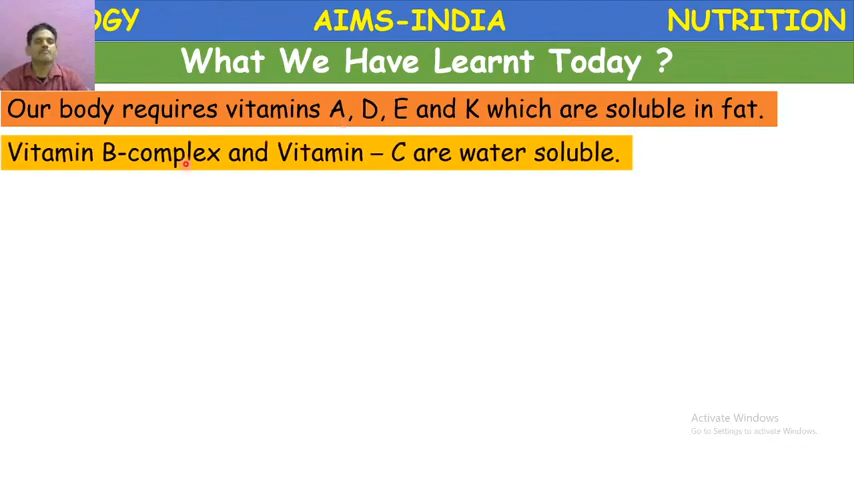 OGY AIMS-INDIA NUTRITION
What We Have Learnt Today ?
Our body requires vitamins A, D, E and K which are soluble in fat.
Vitamin B-complex and Vitamin – C are water soluble.
Activate Windows
Go to Settings to activate Windows.